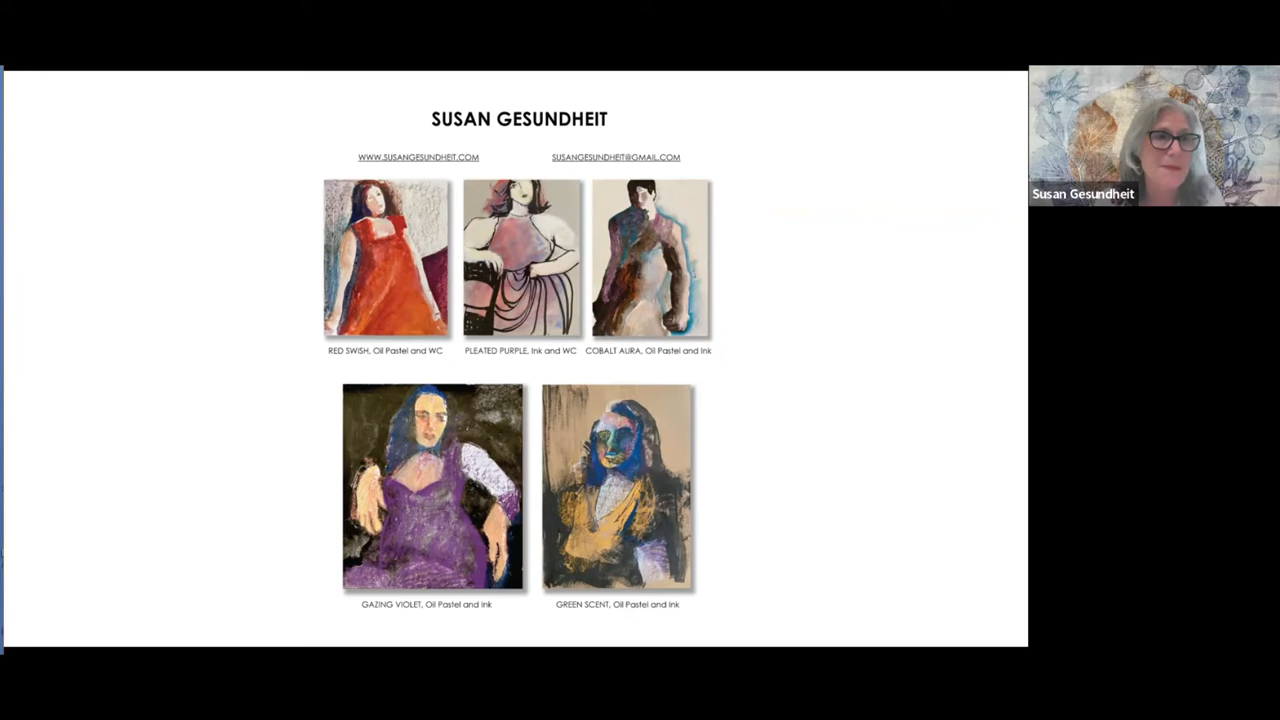 SUSAN GESUNDHEIT
WWW.SUSANGESUNDHEIT.COM SUSANGESUNDHEIT@GMAIL.COM
Susan Gesundheit
RED SWISH, Oil Pastel and WC PLEATED PURPLE, Ink and WC COBALT AURA, Oil Pastel and Ink
GAZING VIOLET, Oil Pastel and Ink GREEN SCENT, Oil Pastel and Ink